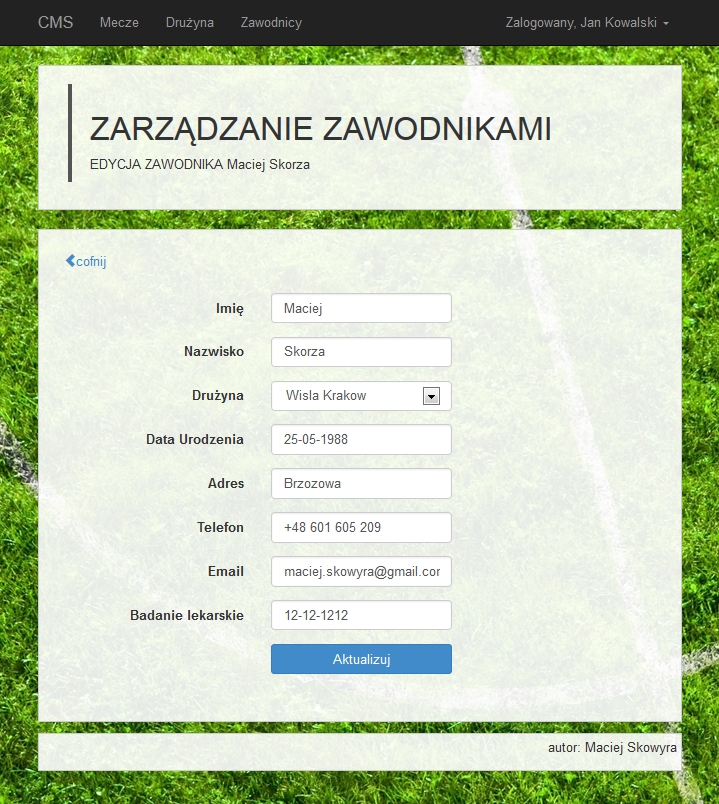 CMS Mecze Drużyna Zawodnicy Zalogowany, Jan Kowalski
ZARZĄDZANIE ZAWODNIKAMI
EDYCJA ZAWODNIKA Maciej Skorza
cofnij
Imię Maciej
Nazwisko Skorza
Drużyna Wisla Krakow
Data Urodzenia 25-05-1988
Adres Brzozowa
Telefon +48 601 605 209
Email maciej.skowyra@gmail.cor
Badanie lekarskie 12-12-1212
Aktualizuj
autor: Maciej Skowyra